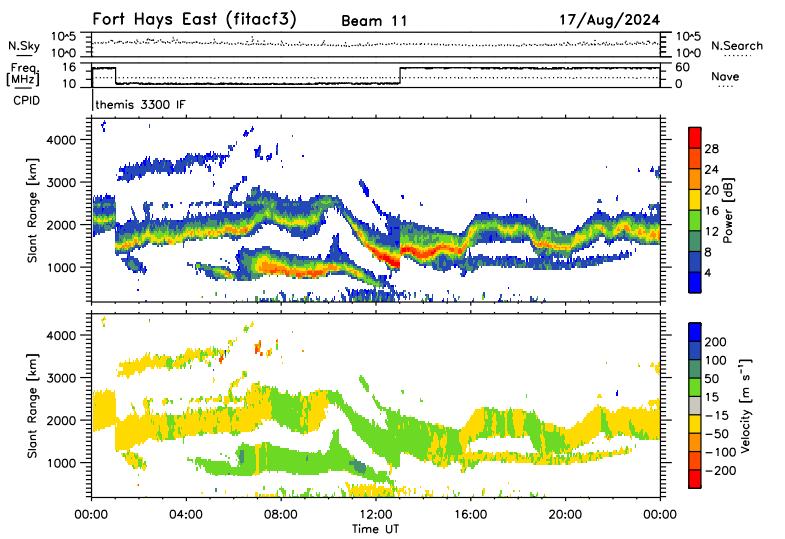 Fort Hays East (fitacf3) Beam 11 17/Aug/2024
N.Sky 10^5 10^0 10^5 10^0 N.Search
Freq. [MHz] 16 10 60 0 Nave
CPID themis 3300 IF
Slant Range [km] 4000 3000 2000 1000
Power [dB] 28 24 20 16 12 8 4
Slant Range [km] 4000 3000 2000 1000
Velocity [m s⁻¹] 200 100 50 15 −15 −50 −100 −200
00:00 04:00 08:00 12:00 16:00 20:00 00:00
Time UT